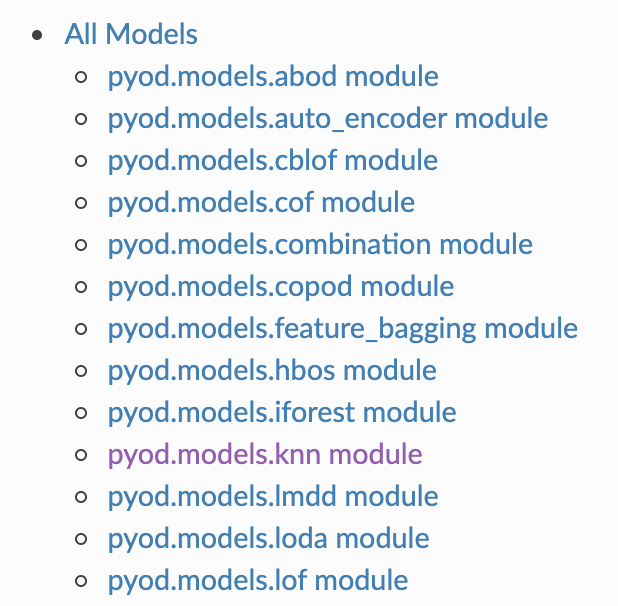 All Models
pyod.models.abod module
pyod.models.auto_encoder module
pyod.models.cblof module
pyod.models.cof module
pyod.models.combination module
pyod.models.copod module
pyod.models.feature_bagging module
pyod.models.hbos module
pyod.models.iforest module
pyod.models.knn module
pyod.models.lmdd module
pyod.models.loda module
pyod.models.lof module